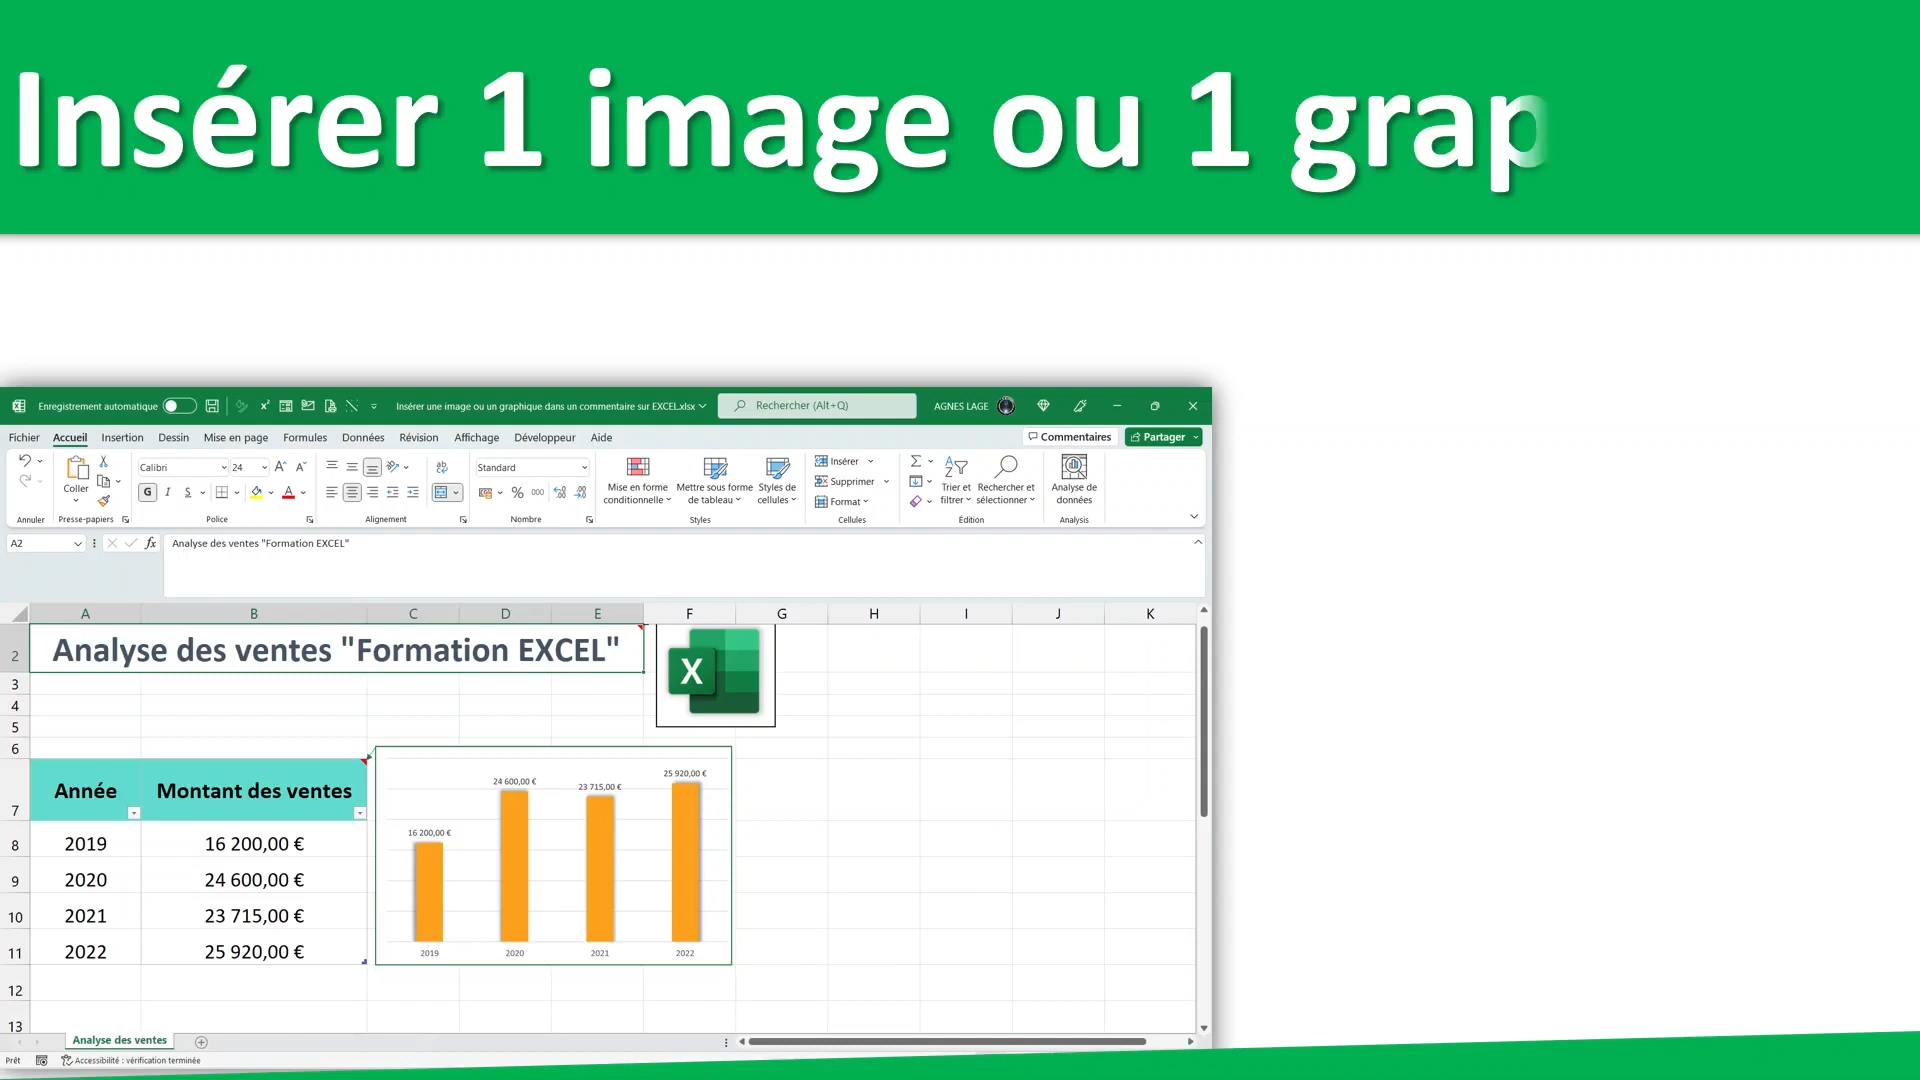 Insérer 1 image ou 1 grap
Enregistrement automatique
Insérer une image ou un graphique dans un commentaire sur EXCEL.xlsx
Rechercher (Alt+Q)
AGNES LAGE
Fichier Accueil Insertion Dessin Mise en page Formules Données Révision Affichage Développeur Aide
Commentaires Partager
Coller
Calibri 24
G I S
Standard
% 000
Mise en forme conditionnelle
Mettre sous forme de tableau
Styles de cellules
Insérer
Supprimer
Format
Trier et filtrer
Rechercher et sélectionner
Analyse de données
Annuler Presse-papiers Police Alignement Nombre Styles Cellules Édition Analysis
A2 fx Analyse des ventes "Formation EXCEL"
A B C D E F G H I J K
2 Analyse des ventes "Formation EXCEL" X
3
4
5
6
7 Année Montant des ventes
8 2019 16 200,00 €
9 2020 24 600,00 €
10 2021 23 715,00 €
11 2022 25 920,00 €
12
13
16 200,00 € 24 600,00 € 23 715,00 € 25 920,00 €
2019 2020 2021 2022
Analyse des ventes
Prêt Accessibilité : vérification terminée